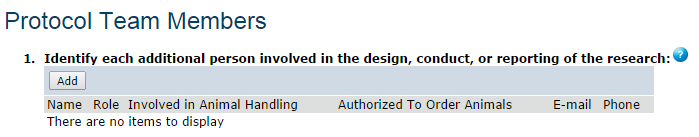 Protocol Team Members
1. Identify each additional person involved in the design, conduct, or reporting of the research: ?
Add
Name Role Involved in Animal Handling Authorized To Order Animals E-mail Phone
There are no items to display